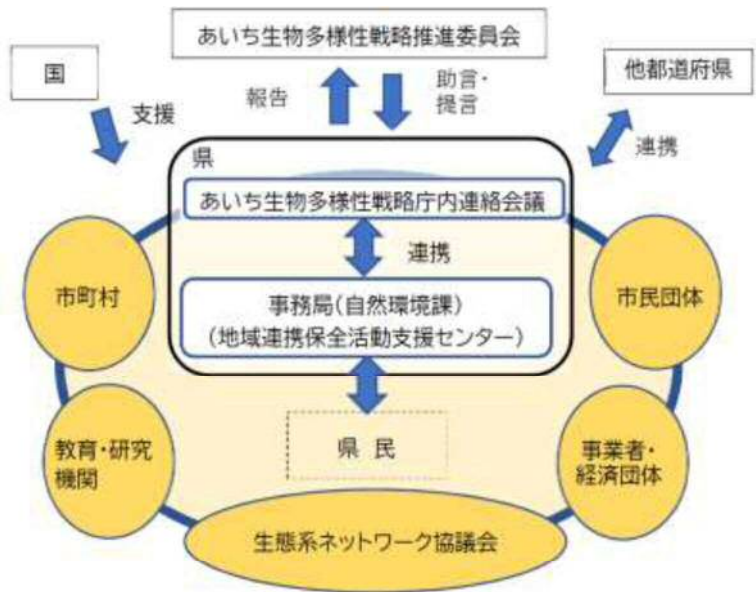 あいち生物多様性戦略推進委員会
国
他都道府県
支援
報告
助言・
提言
連携
県
あいち生物多様性戦略庁内連絡会議
連携
市町村
事務局(自然環境課)
(地域連携保全活動支援センター)
市民団体
教育・研究
機関
県 民
事業者・
経済団体
生態系ネットワーク協議会